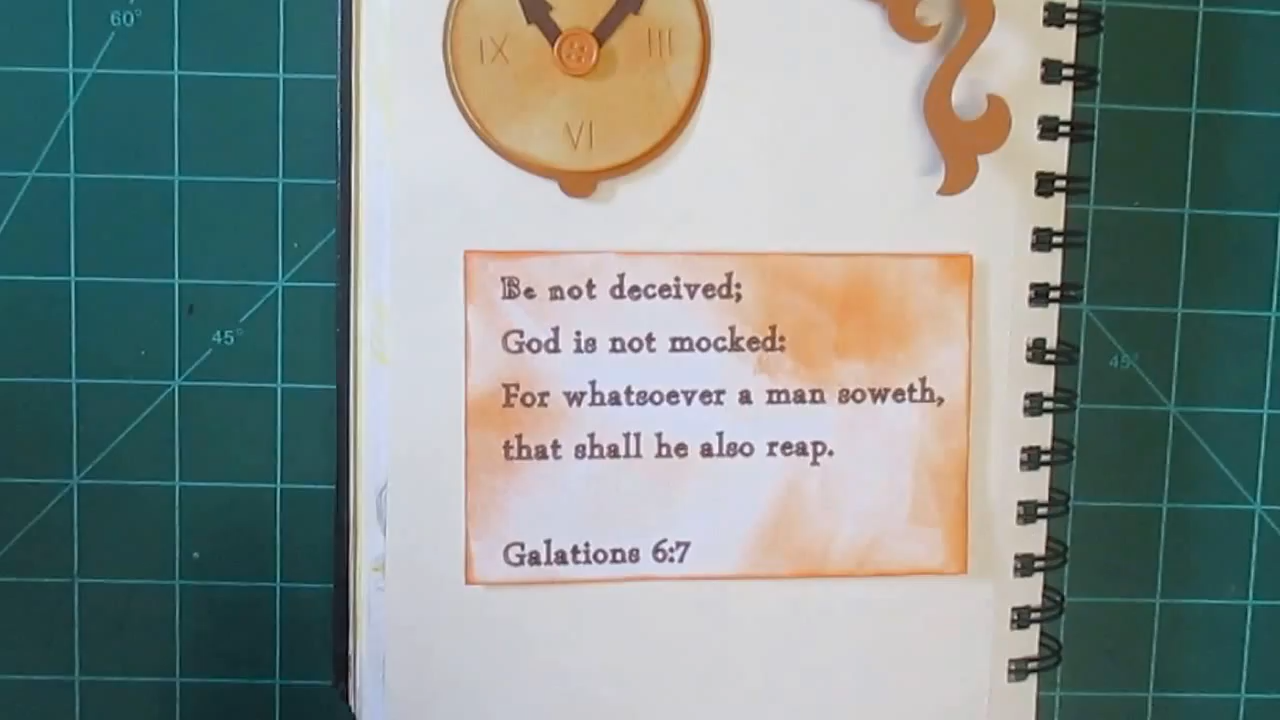 60°
IX III
VI
Be not deceived;
God is not mocked:
For whatsoever a man soweth,
that shall he also reap.
Galations 6:7
45°
45°